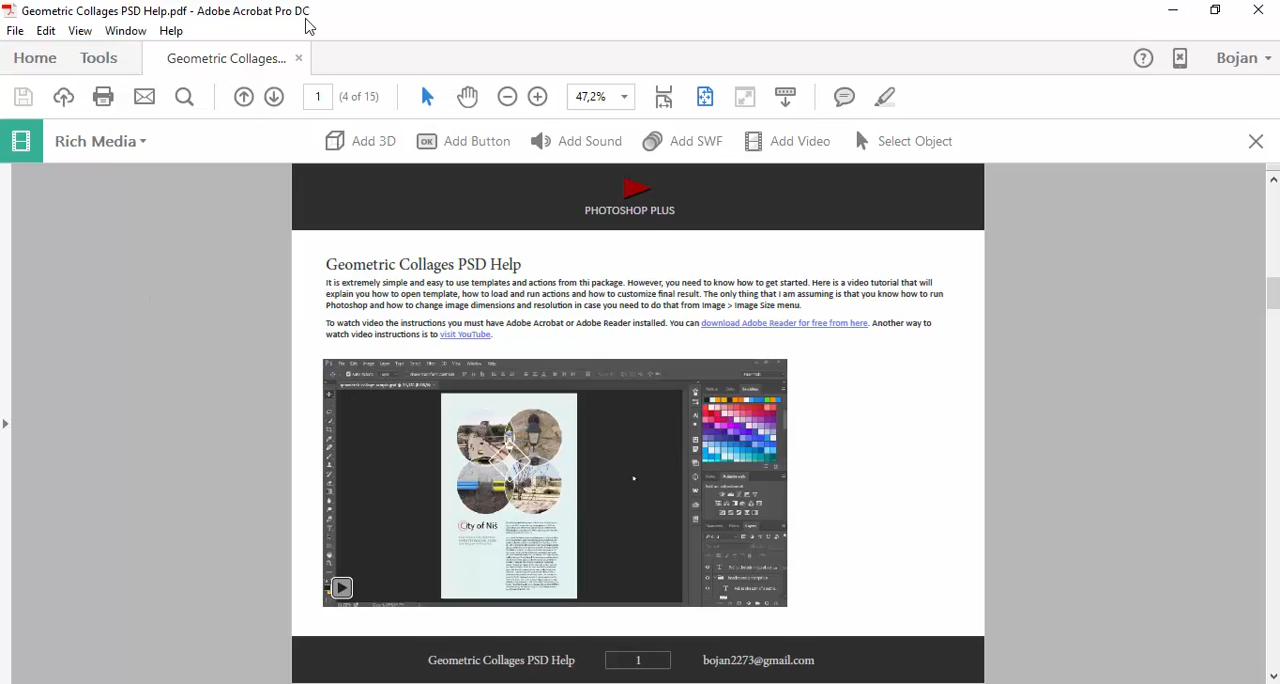 Geometric Collages PSD Help.pdf - Adobe Acrobat Pro DC
File Edit View Window Help
Home Tools Geometric Collages... × Bojan
1 (4 of 15) 47,2%
Rich Media Add 3D OK Add Button Add Sound Add SWF Add Video Select Object
PHOTOSHOP PLUS
Geometric Collages PSD Help
It is extremely simple and easy to use templates and actions from thi package. However, you need to know how to get started. Here is a video tutorial that will
explain you how to open template, how to load and run actions and how to customize final result. The only thing that I am assuming is that you know how to run
Photoshop and how to change image dimensions and resolution in case you need to do that from Image > Image Size menu.
To watch video the instructions you must have Adobe Acrobat or Adobe Reader installed. You can download Adobe Reader for free from here. Another way to
watch video instructions is to visit YouTube.
City of Niš
Geometric Collages PSD Help 1 bojan2273@gmail.com